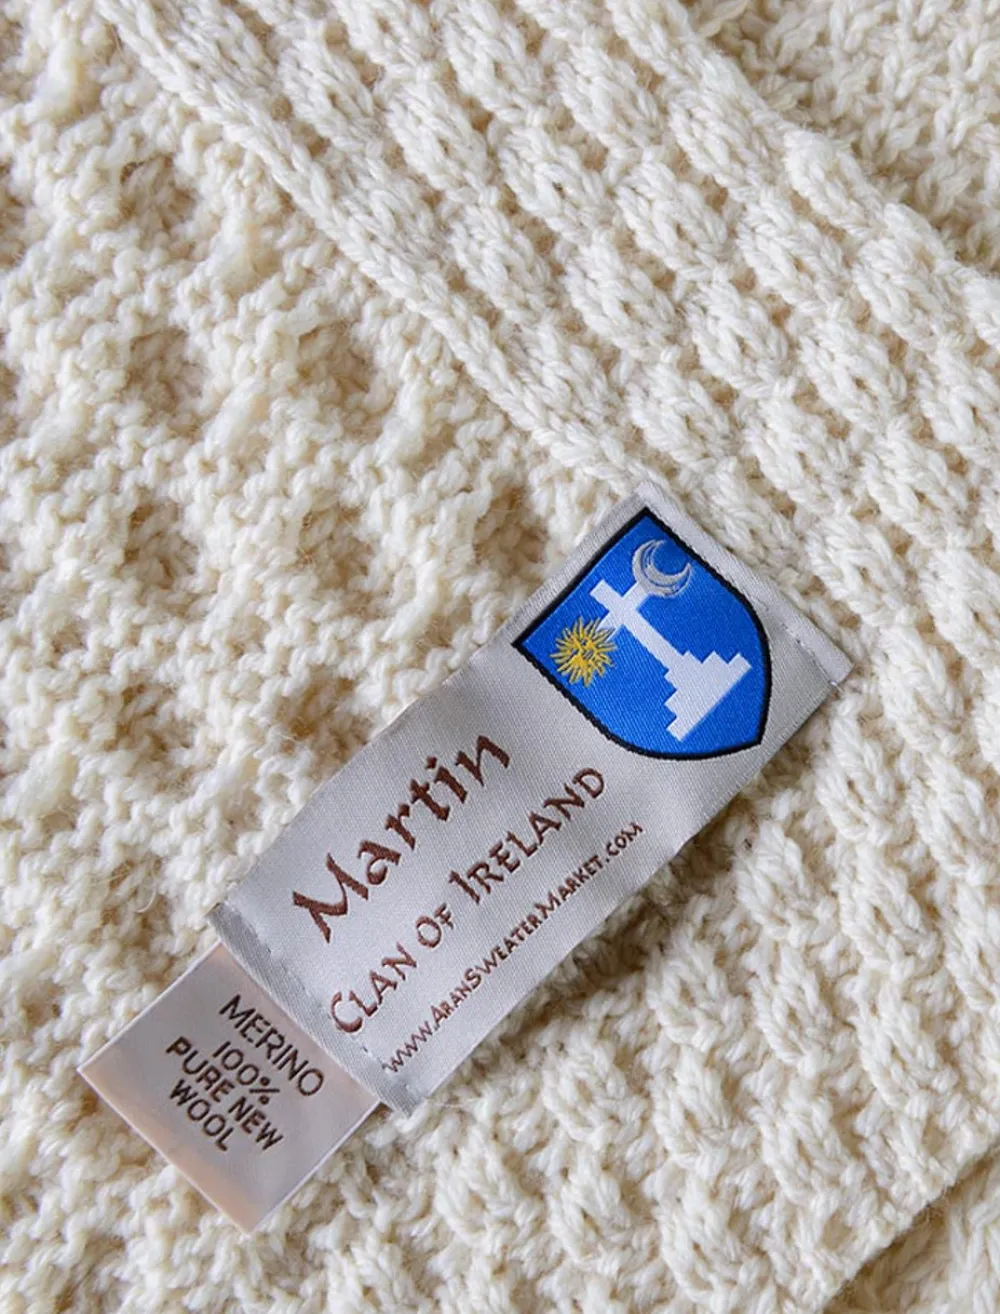 Martin
CLAN OF IRELAND
www.AranSweaterMarket.com
MERINO
100%
PURE NEW
WOOL